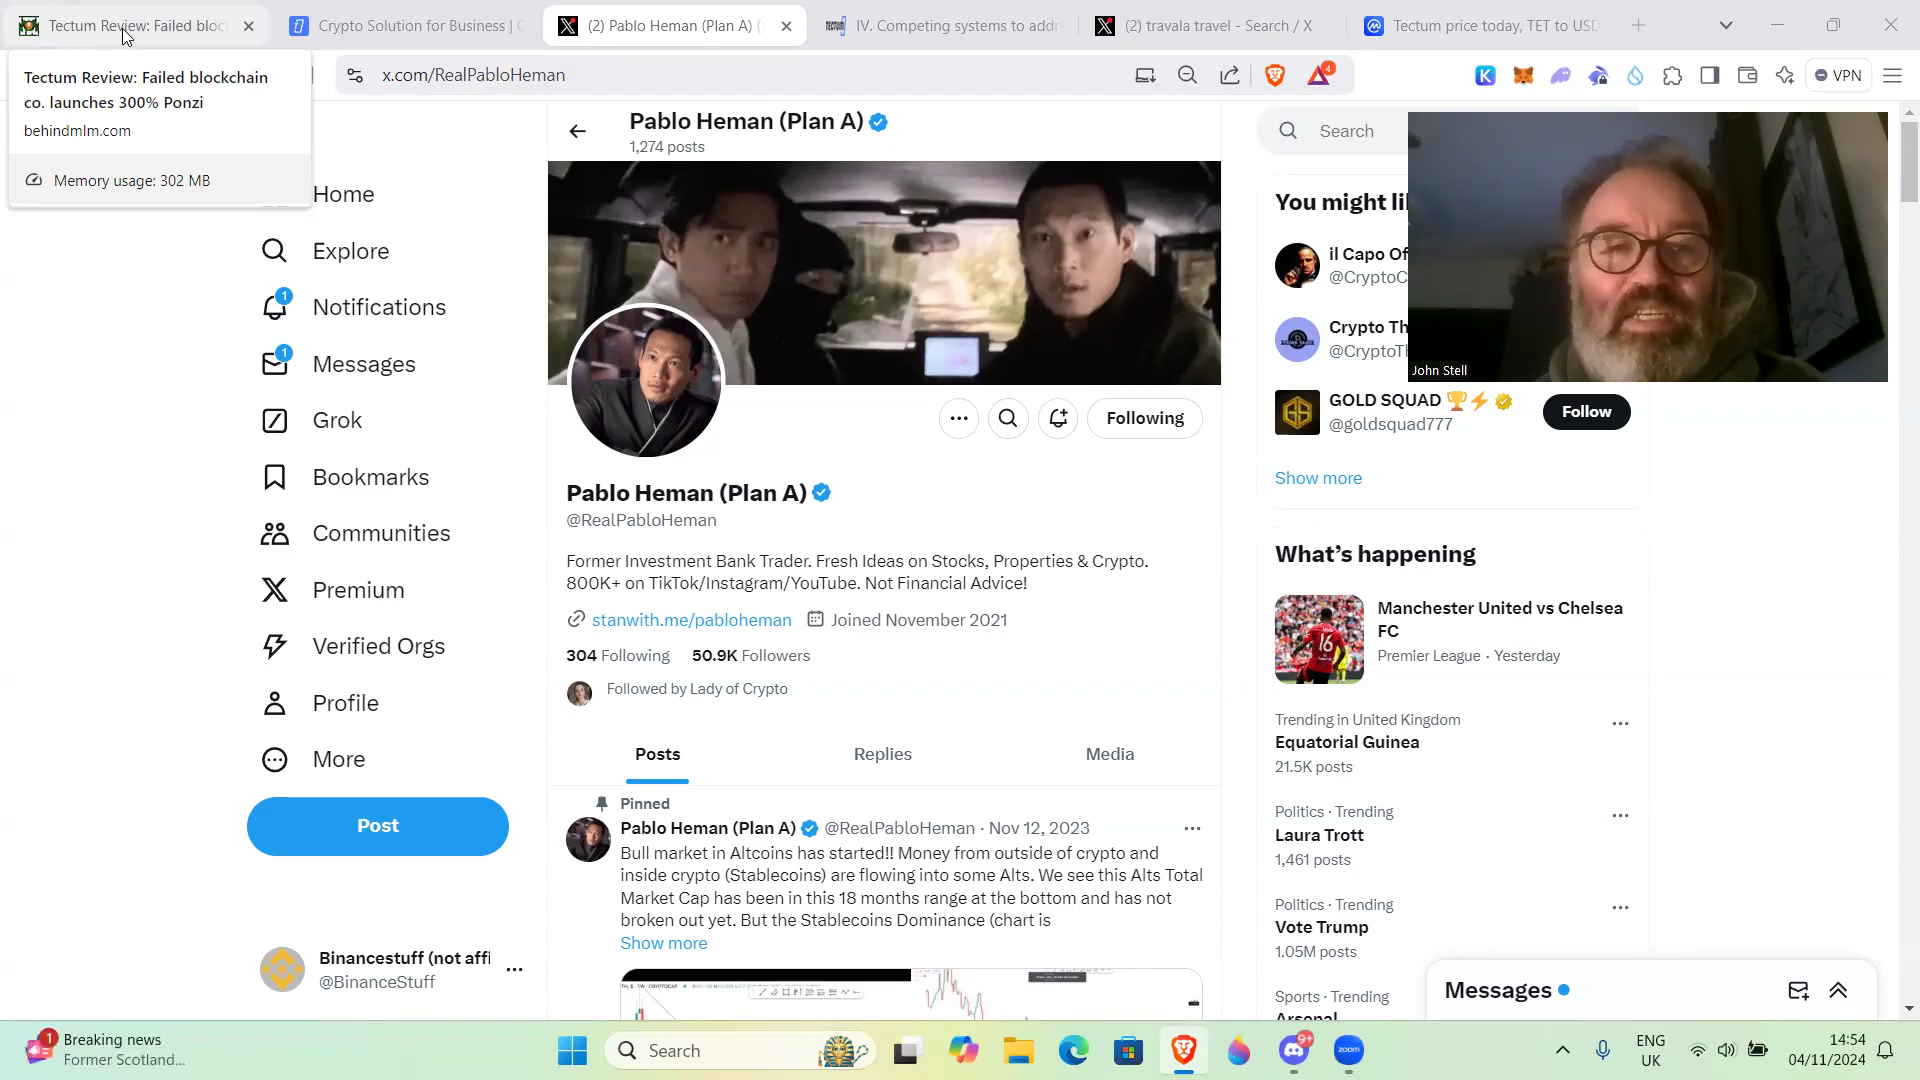 Tectum Review: Failed bloc
Crypto Solution for Business | C
(2) Pablo Heman (Plan A) (
IV. Competing systems to addr
(2) travala travel - Search / X
Tectum price today, TET to USD
x.com/RealPabloHeman
4
VPN
Tectum Review: Failed blockchain
co. launches 300% Ponzi
behindmlm.com
Memory usage: 302 MB
Home
Explore
1
Notifications
1
Messages
Grok
Bookmarks
Communities
Premium
Verified Orgs
Profile
More
Post
Binancestuff (not affi
@BinanceStuff
Pablo Heman (Plan A)
1,274 posts
Following
Pablo Heman (Plan A)
@RealPabloHeman
Former Investment Bank Trader. Fresh Ideas on Stocks, Properties & Crypto.
800K+ on TikTok/Instagram/YouTube. Not Financial Advice!
stanwith.me/pabloheman Joined November 2021
304 Following 50.9K Followers
Followed by Lady of Crypto
Posts Replies Media
Pinned
Pablo Heman (Plan A) @RealPabloHeman · Nov 12, 2023
Bull market in Altcoins has started!! Money from outside of crypto and
inside crypto (Stablecoins) are flowing into some Alts. We see this Alts Total
Market Cap has been in this 18 months range at the bottom and has not
broken out yet. But the Stablecoins Dominance (chart is
Show more
Search
You might li
il Capo Of
@CryptoC
Crypto Th
@CryptoTh
GOLD SQUAD
@goldsquad777
Follow
Show more
John Stell
What's happening
Manchester United vs Chelsea
FC
Premier League · Yesterday
16
Trending in United Kingdom
Equatorial Guinea
21.5K posts
Politics · Trending
Laura Trott
1,461 posts
Politics · Trending
Vote Trump
1.05M posts
Sports · Trending
Arsenal
Messages
1
Breaking news
Former Scotland...
Search
9+
zoom
ENG
UK
14:54
04/11/2024